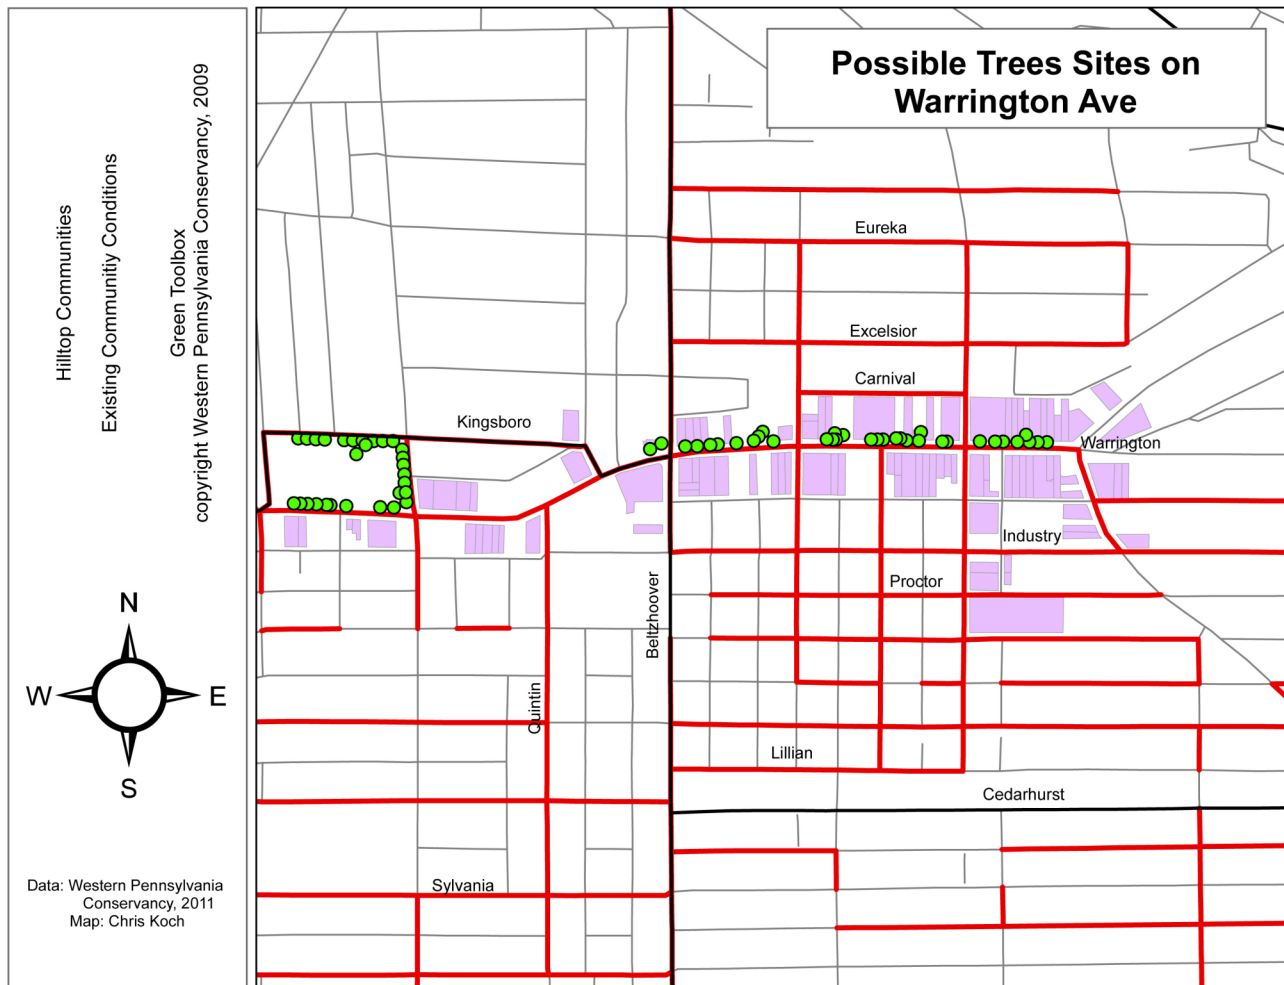 Possible Trees Sites on
Warrington Ave
Hilltop Communities
Existing Communitiy Conditions
Green Toolbox
copyright Western Pennsylvania Conservancy, 2009
N
W
E
S
Data: Western Pennsylvania
Conservancy, 2011
Map: Chris Koch
Eureka
Excelsior
Carnival
Kingsboro
Warrington
Industry
Proctor
Beltzhoover
Quintin
Lillian
Cedarhurst
Sylvania